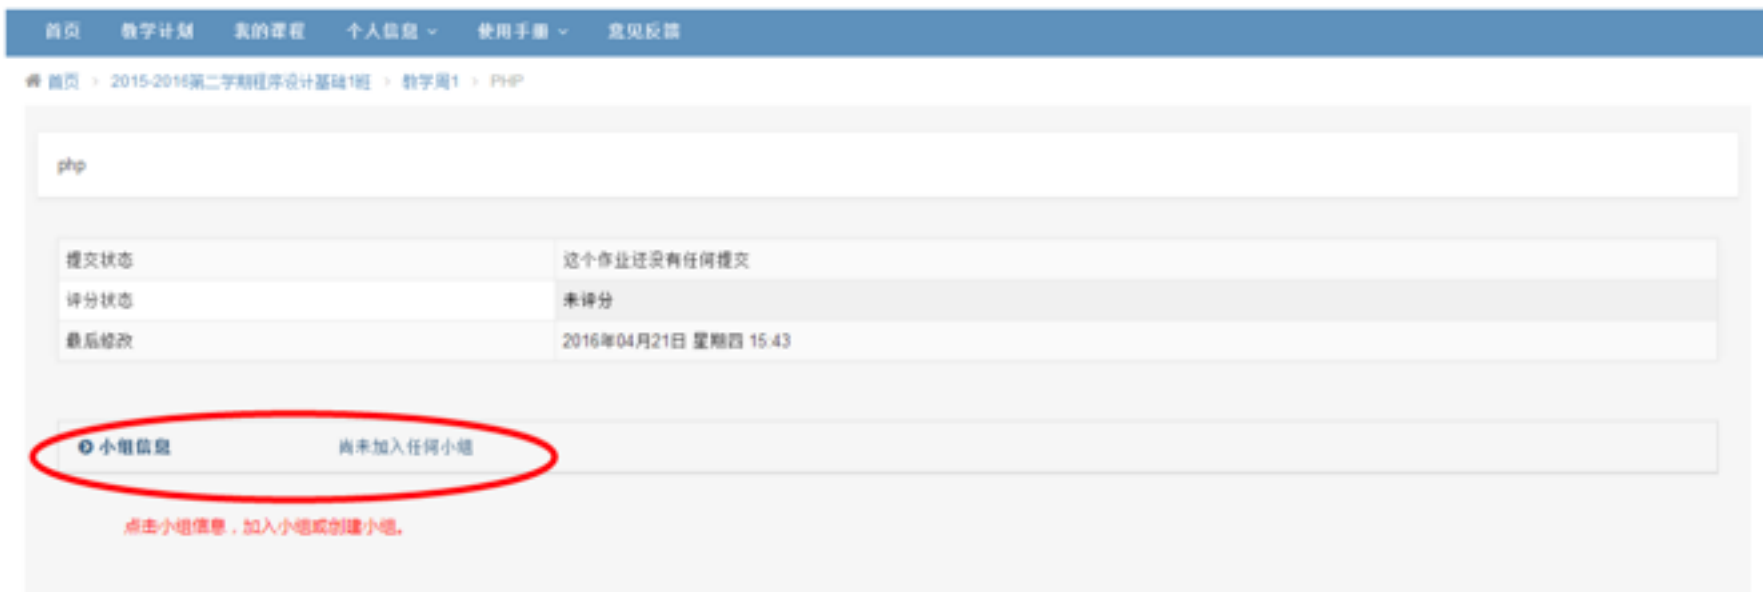 首页 教学计划 我的课程 个人信息 使用手册 意见反馈
首页 > 2015-2016第二学期程序设计基础1班 > 教学周1 > PHP
php
提交状态 这个作业还没有任何提交
评分状态 未评分
最后修改 2016年04月21日 星期四 15:43
小组信息 尚未加入任何小组
点击小组信息，加入小组或创建小组。